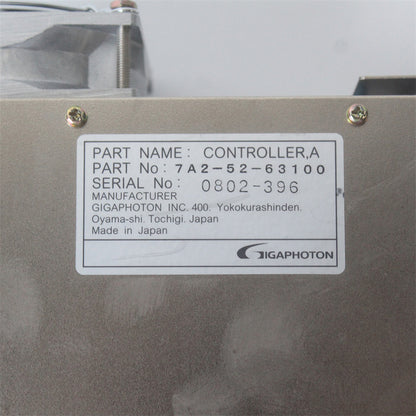 PART NAME: CONTROLLER,A
PART No: 7A2-52-63100
SERIAL No: 0802-396
MANUFACTURER
GIGAPHOTON INC. 400, Yokokurashinden,
Oyama-shi. Tochigi. Japan
Made in Japan
GIGAPHOTON